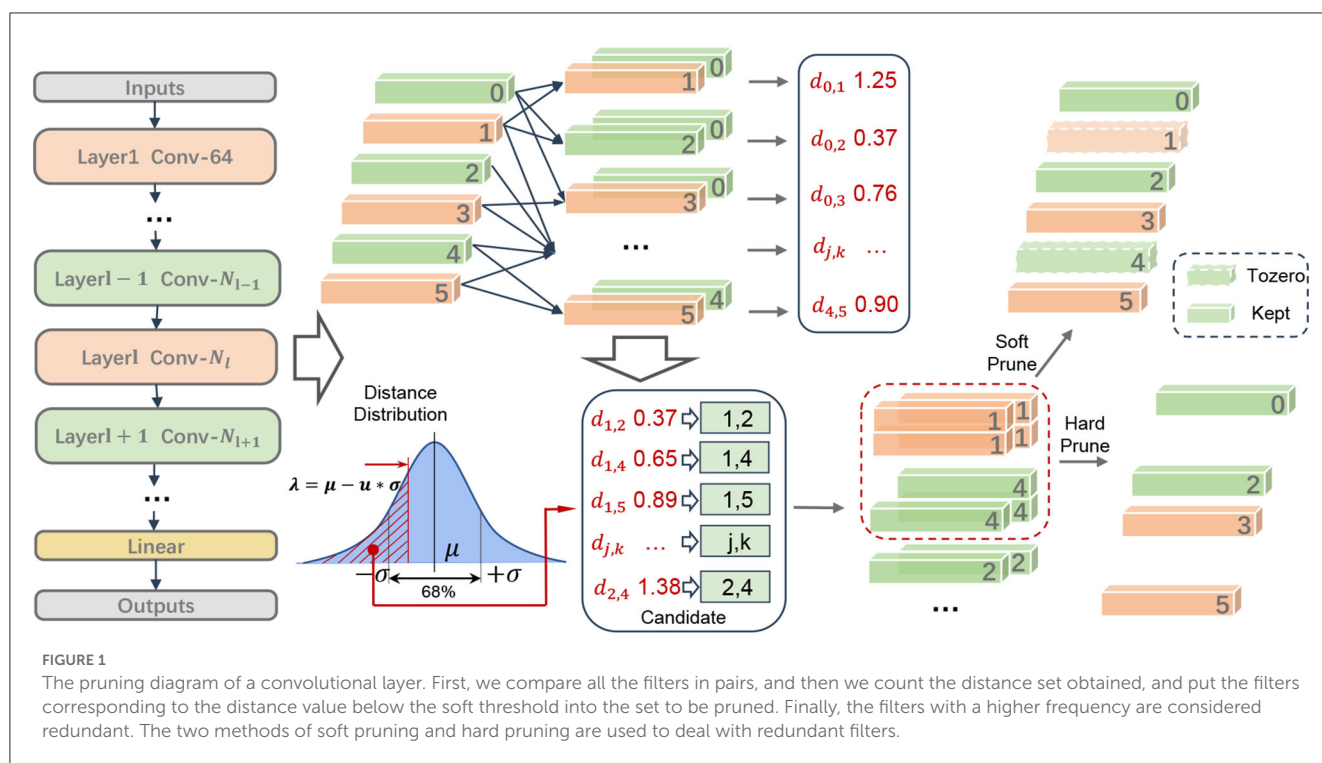 Inputs
Layer1 Conv-64
...
Layerl − 1 Conv-N_{l−1}
Layerl Conv-N_l
Layerl + 1 Conv-N_{l+1}
...
Linear
Outputs
0
1
2
3
4
5
0
1
0
2
0
3
...
4
5
d_{0,1} 1.25
d_{0,2} 0.37
d_{0,3} 0.76
d_{j,k} ...
d_{4,5} 0.90
Distance
Distribution
λ = μ − u * σ
μ
−σ
+σ
68%
d_{1,2} 0.37
1,2
d_{1,4} 0.65
1,4
d_{1,5} 0.89
1,5
d_{j,k} ...
j,k
d_{2,4} 1.38
2,4
Candidate
1
1
1
1
4
4
4
2
2
...
Soft
Prune
Hard
Prune
0
1
2
3
4
5
Tozero
Kept
0
2
3
5
FIGURE 1
The pruning diagram of a convolutional layer. First, we compare all the filters in pairs, and then we count the distance set obtained, and put the filters
corresponding to the distance value below the soft threshold into the set to be pruned. Finally, the filters with a higher frequency are considered
redundant. The two methods of soft pruning and hard pruning are used to deal with redundant filters.